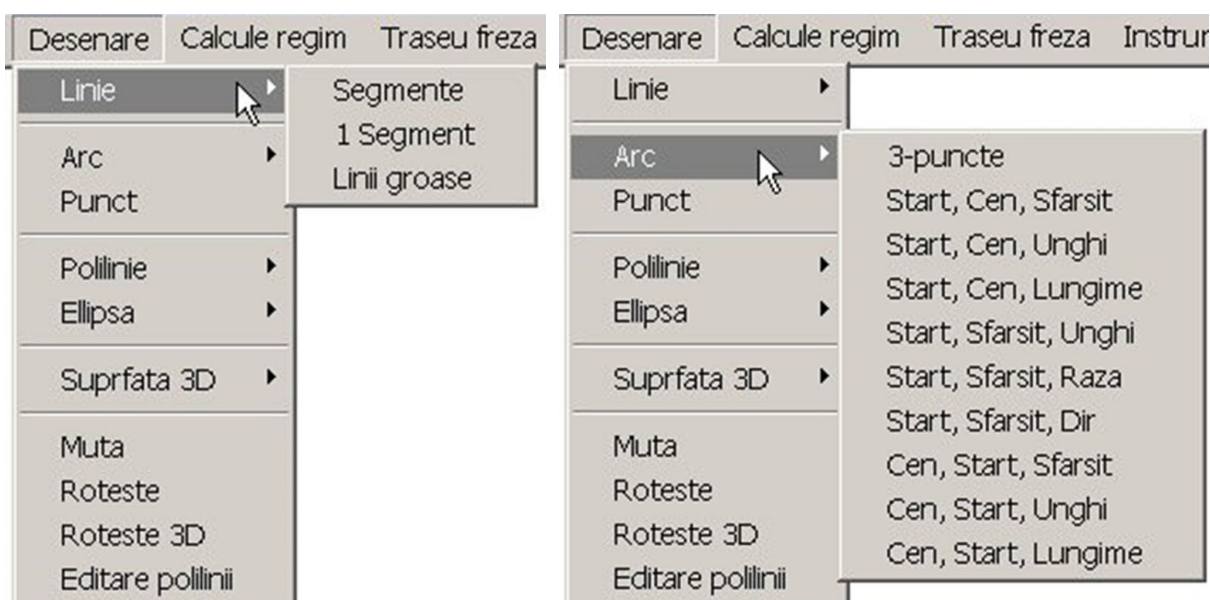 Desenare Calcule regim Traseu freza
Linie
Segmente
1 Segment
Linii groase
Arc
Punct
Polilinie
Ellipsa
Suprfata 3D
Muta
Roteste
Roteste 3D
Editare polilinii
Desenare Calcule regim Traseu freza
Linie
Arc
Punct
Polilinie
Ellipsa
Suprfata 3D
Muta
Roteste
Roteste 3D
Editare polilinii
3-puncte
Start, Cen, Sfarsit
Start, Cen, Unghi
Start, Cen, Lungime
Start, Sfarsit, Unghi
Start, Sfarsit, Raza
Start, Sfarsit, Dir
Cen, Start, Sfarsit
Cen, Start, Unghi
Cen, Start, Lungime